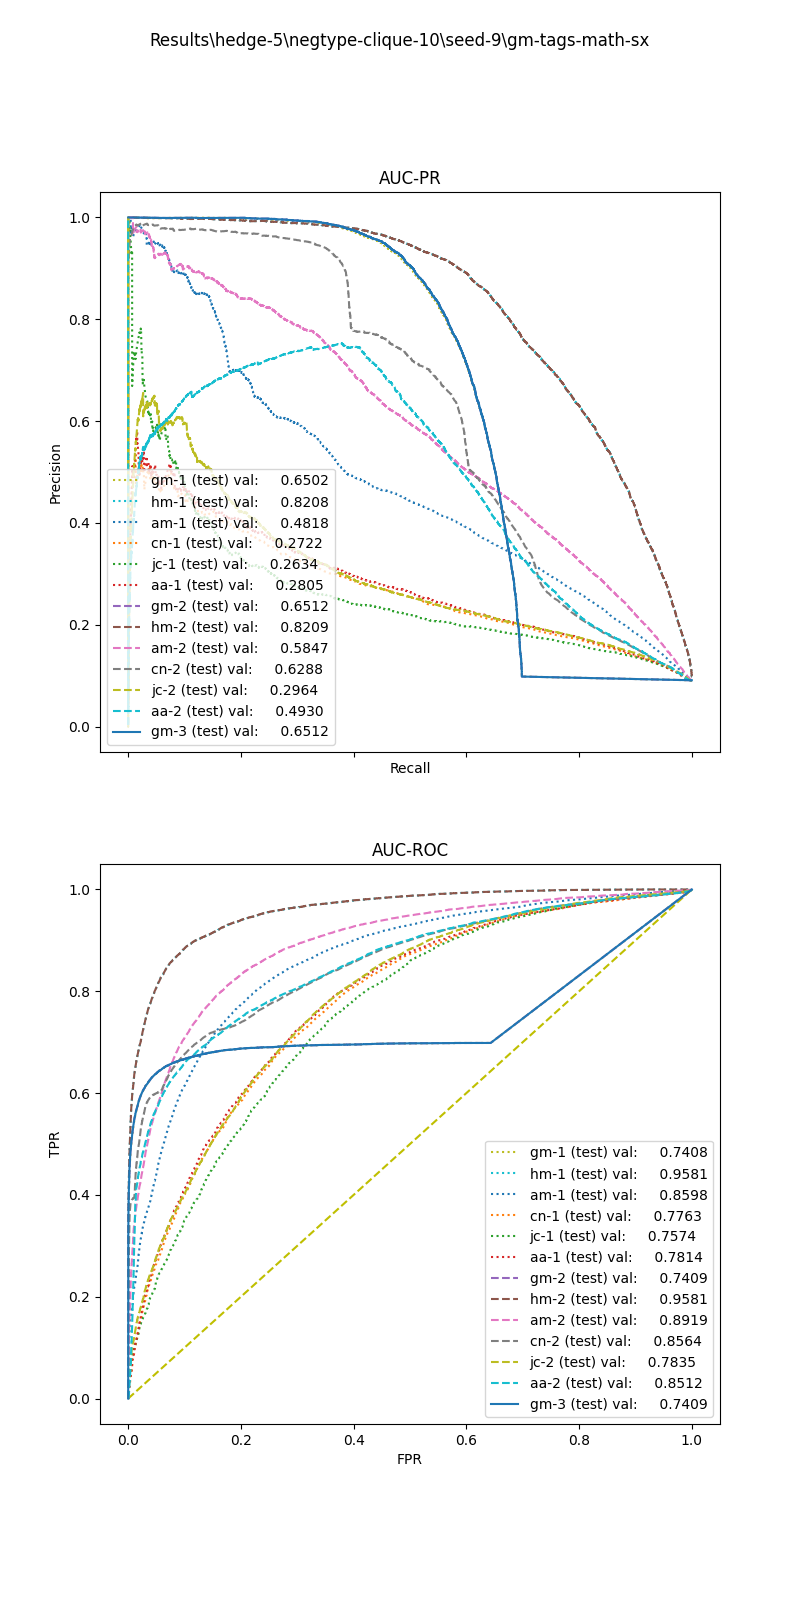 Results\hedge-5\negtype-clique-10\seed-9\gm-tags-math-sx
AUC-PR
1.0
0.8
0.6
0.4
0.2
0.0
Precision
gm-1 (test) val: 0.6502
hm-1 (test) val: 0.8208
am-1 (test) val: 0.4818
cn-1 (test) val: 0.2722
jc-1 (test) val: 0.2634
aa-1 (test) val: 0.2805
gm-2 (test) val: 0.6512
hm-2 (test) val: 0.8209
am-2 (test) val: 0.5847
cn-2 (test) val: 0.6288
jc-2 (test) val: 0.2964
aa-2 (test) val: 0.4930
gm-3 (test) val: 0.6512
Recall
AUC-ROC
1.0
0.8
0.6
0.4
0.2
0.0
TPR
gm-1 (test) val: 0.7408
hm-1 (test) val: 0.9581
am-1 (test) val: 0.8598
cn-1 (test) val: 0.7763
jc-1 (test) val: 0.7574
aa-1 (test) val: 0.7814
gm-2 (test) val: 0.7409
hm-2 (test) val: 0.9581
am-2 (test) val: 0.8919
cn-2 (test) val: 0.8564
jc-2 (test) val: 0.7835
aa-2 (test) val: 0.8512
gm-3 (test) val: 0.7409
0.0 0.2 0.4 0.6 0.8 1.0
FPR